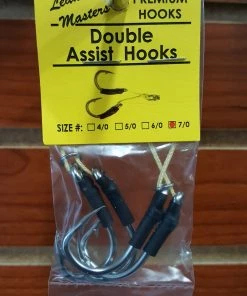 PREMIUM
Masters HOOKS
Double
Assist Hooks
SIZE #: 4/0 5/0 6/0 7/0